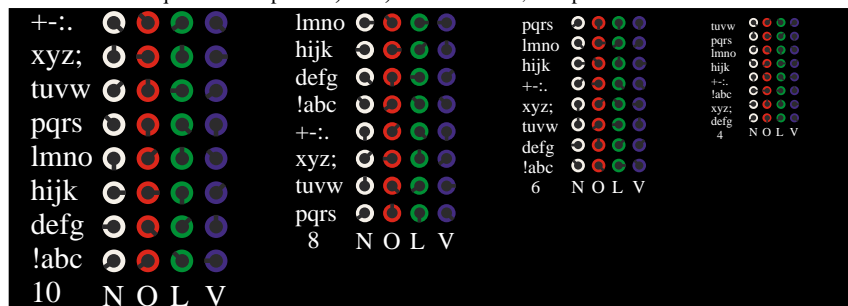 +-:.
xyz;
tuvw
pqrs
lmno
hijk
defg
!abc
10 N O L V
lmno
hijk
defg
!abc
+-:.
xyz;
tuvw
pqrs
8 N O L V
pqrs
lmno
hijk
+-:.
xyz;
tuvw
defg
!abc
6 N O L V
tuvw
pqrs
lmno
hijk
+-:.
!abc
xyz;
defg
4 N O L V